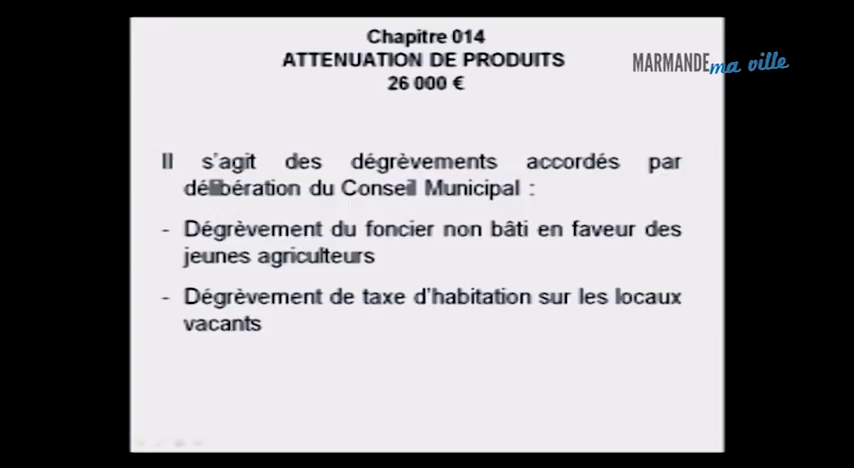 Chapitre 014
ATTENUATION DE PRODUITS
26 000 €
MARMANDE ma ville
Il s'agit des dégrèvements accordés par
délibération du Conseil Municipal :
- Dégrèvement du foncier non bâti en faveur des
jeunes agriculteurs
- Dégrèvement de taxe d'habitation sur les locaux
vacants